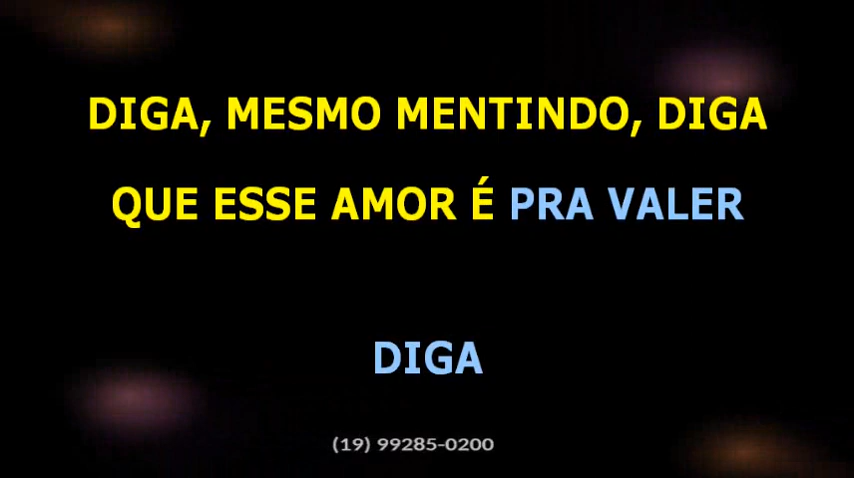 DIGA, MESMO MENTINDO, DIGA
QUE ESSE AMOR É PRA VALER
DIGA
(19) 99285-0200